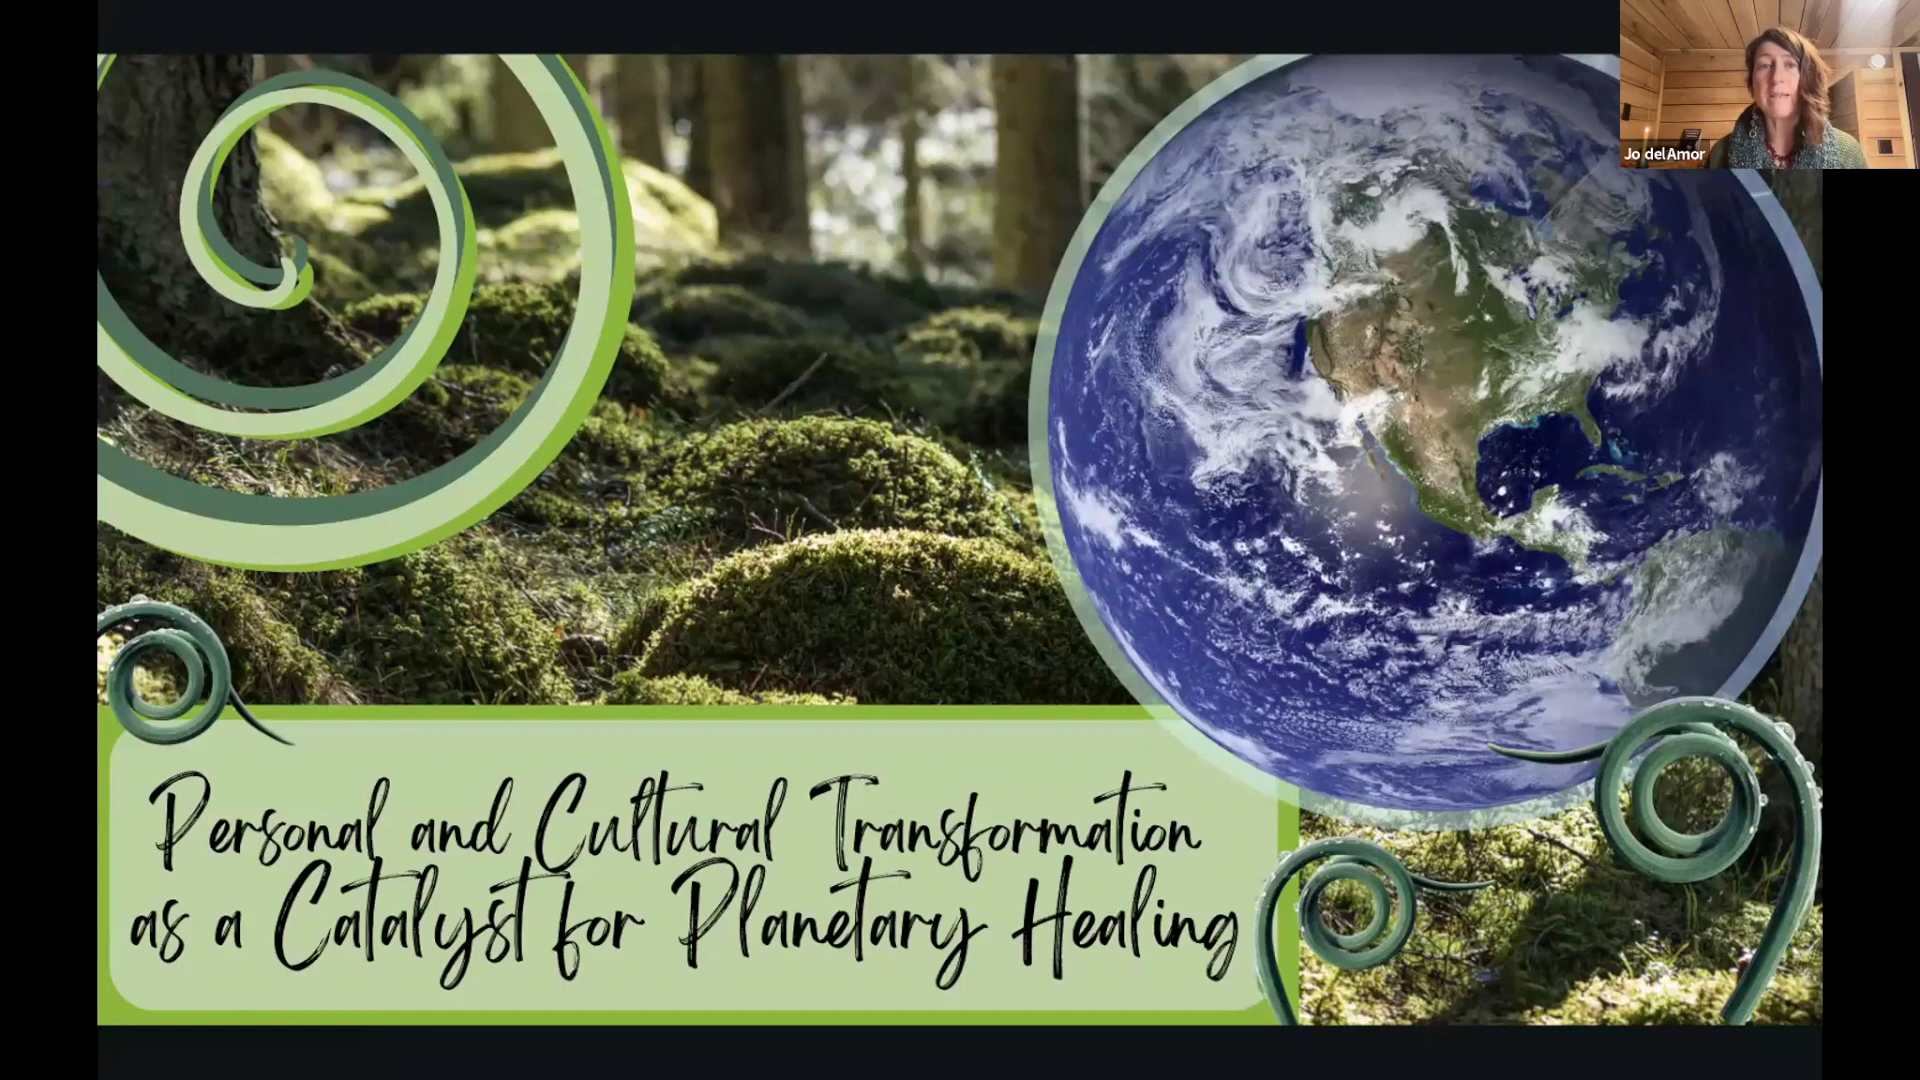 Jo delAmor
Personal and Cultural Transformation
as a Catalyst for Planetary Healing